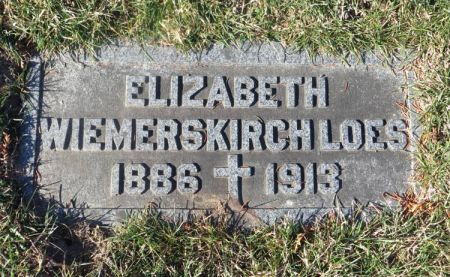 ELIZABETH
WIEMERSKIRCH LOES
1886 ✝ 1913